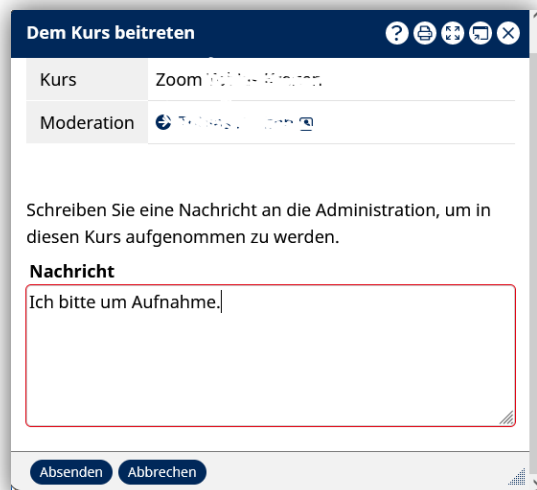 Dem Kurs beitreten
Kurs Zoom
Moderation
Schreiben Sie eine Nachricht an die Administration, um in
diesen Kurs aufgenommen zu werden.
Nachricht
Ich bitte um Aufnahme.
Absenden Abbrechen